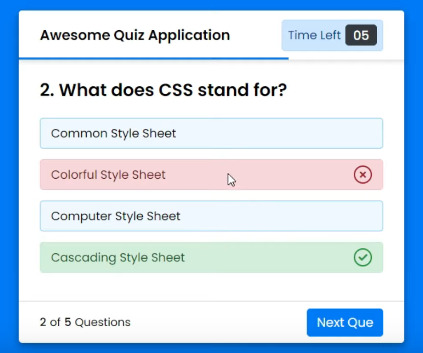 Awesome Quiz Application
Time Left 05
2. What does CSS stand for?
Common Style Sheet
Colorful Style Sheet
Computer Style Sheet
Cascading Style Sheet
2 of 5 Questions
Next Que